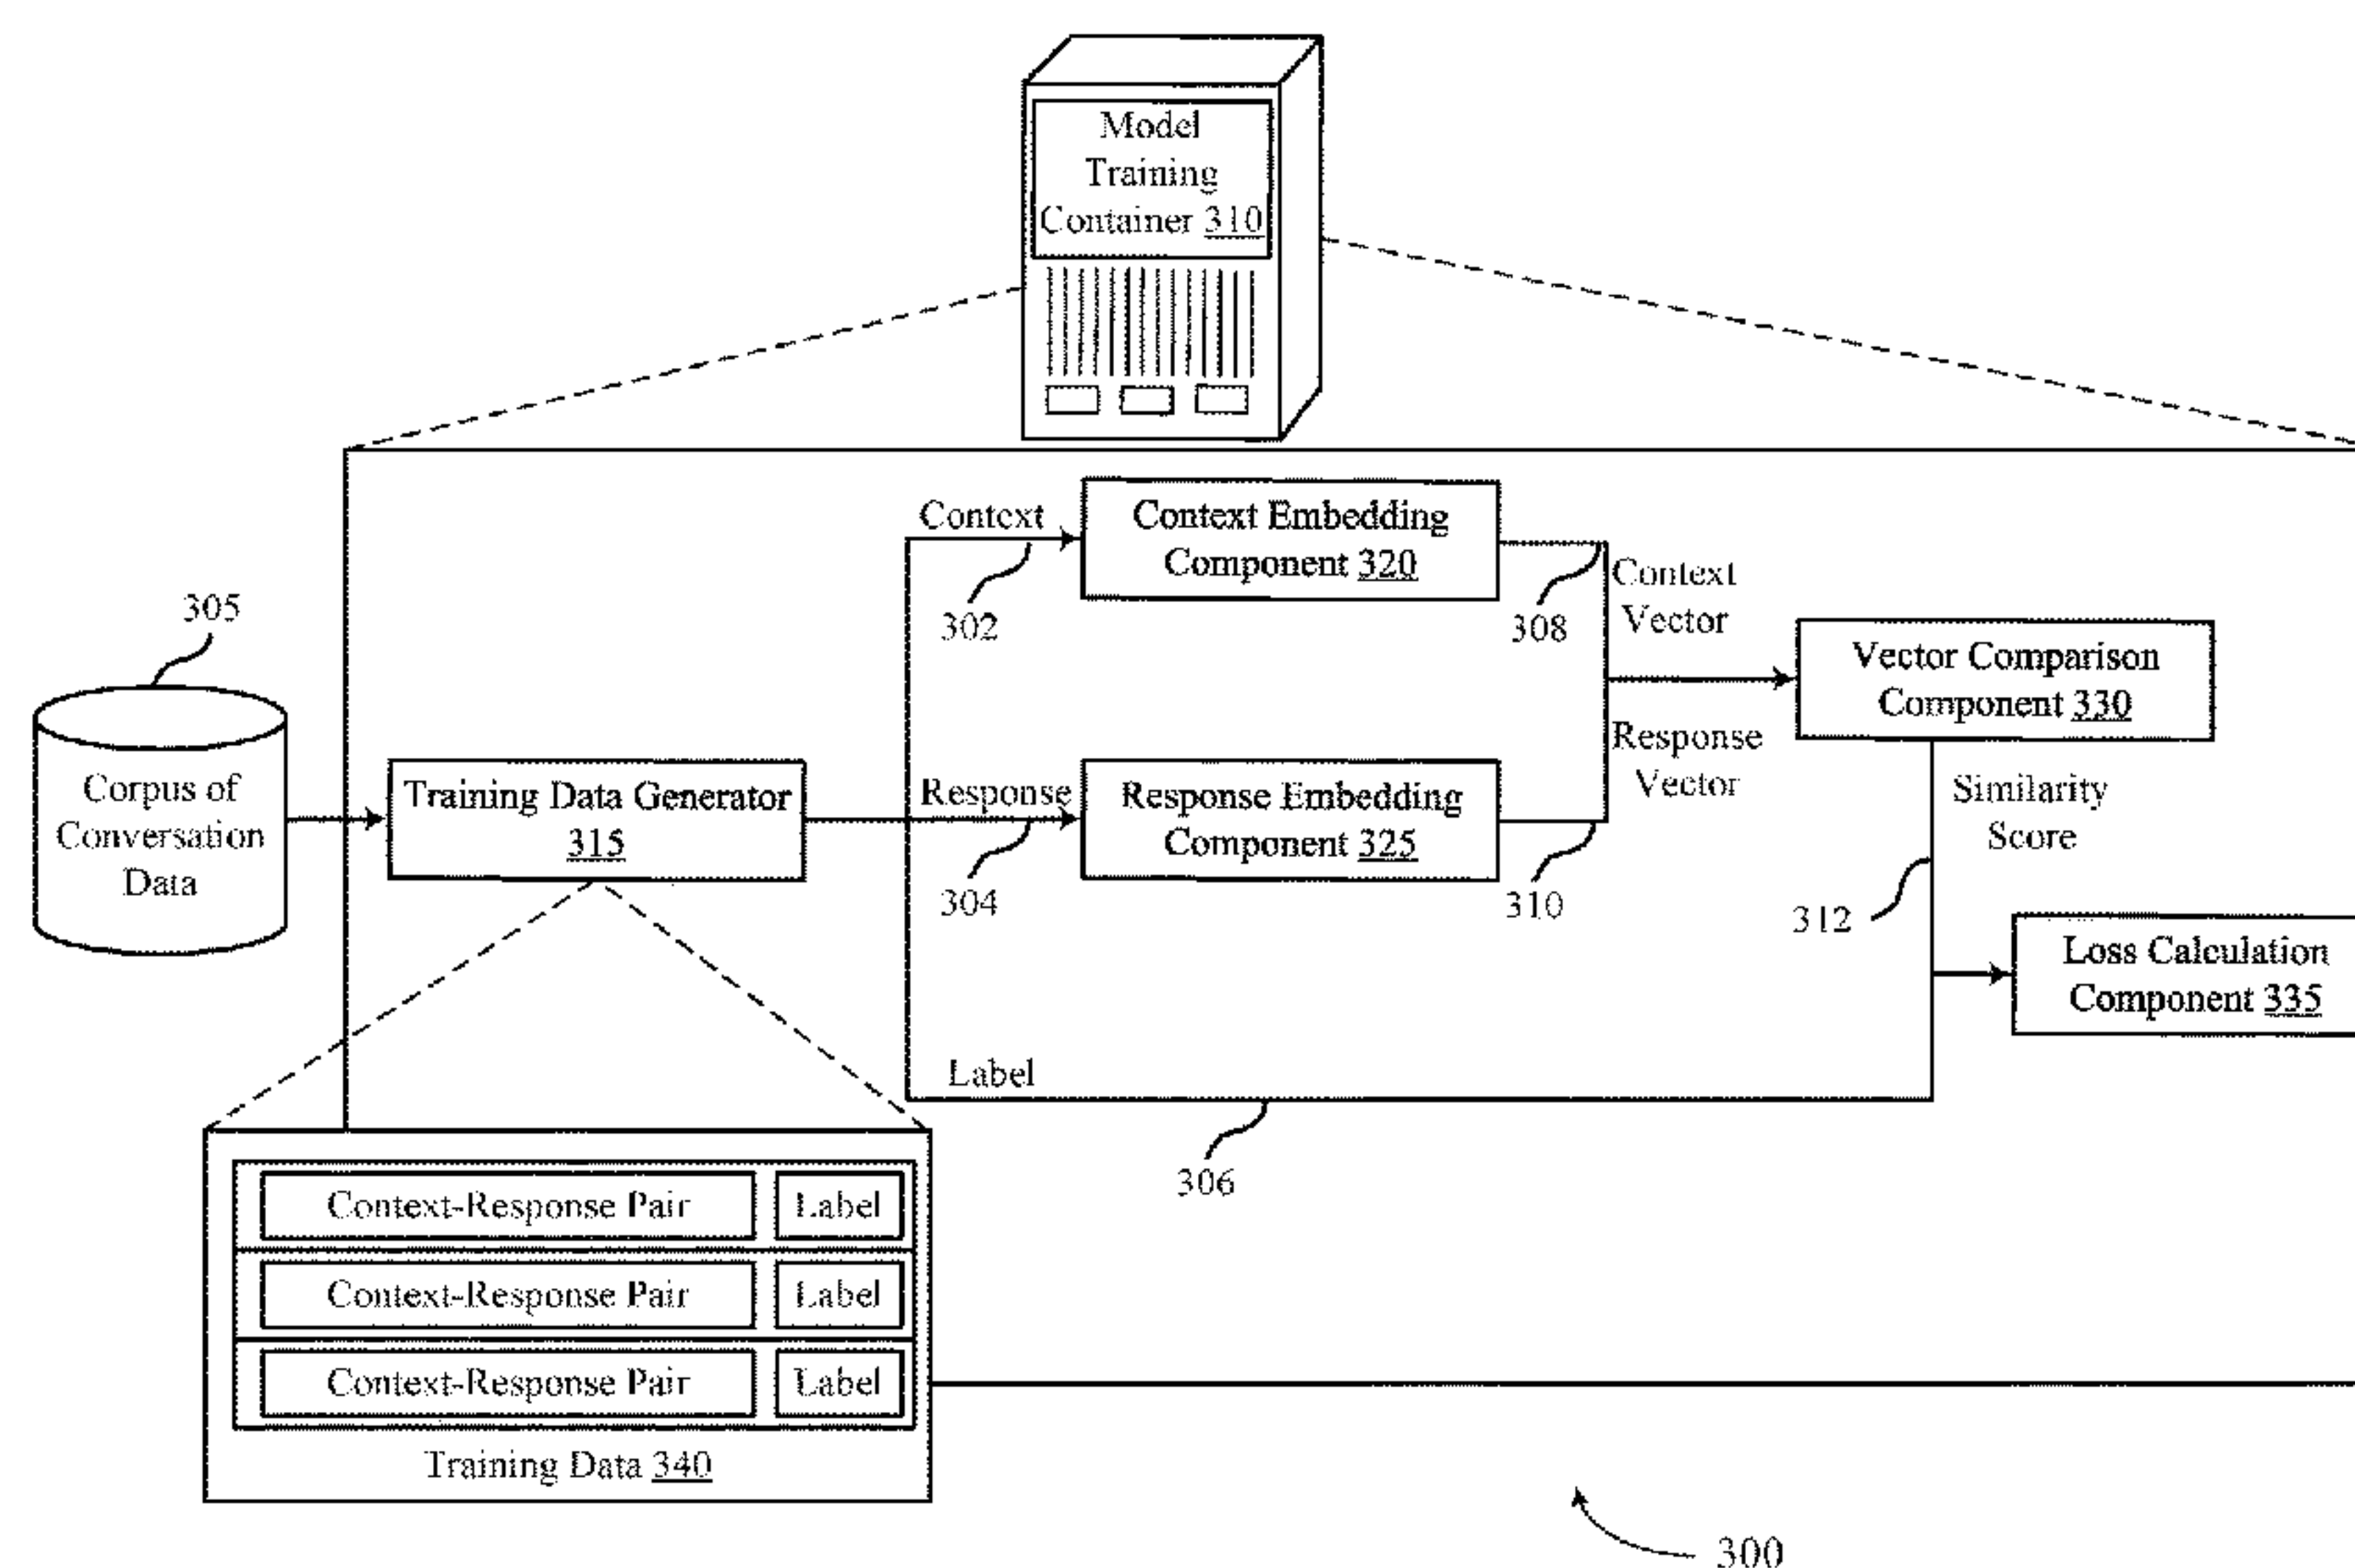 Model
Training
Container 310
Context
Context Embedding
Component 320
302
308
Context
Vector
305
Vector Comparison
Component 330
Corpus of
Conversation
Data
Training Data Generator
315
Response
Response Embedding
Component 325
304
310
Response
Vector
Similarity
Score
312
Loss Calculation
Component 335
Label
306
Context-Response Pair
Label
Context-Response Pair
Label
Context-Response Pair
Label
Training Data 340
300